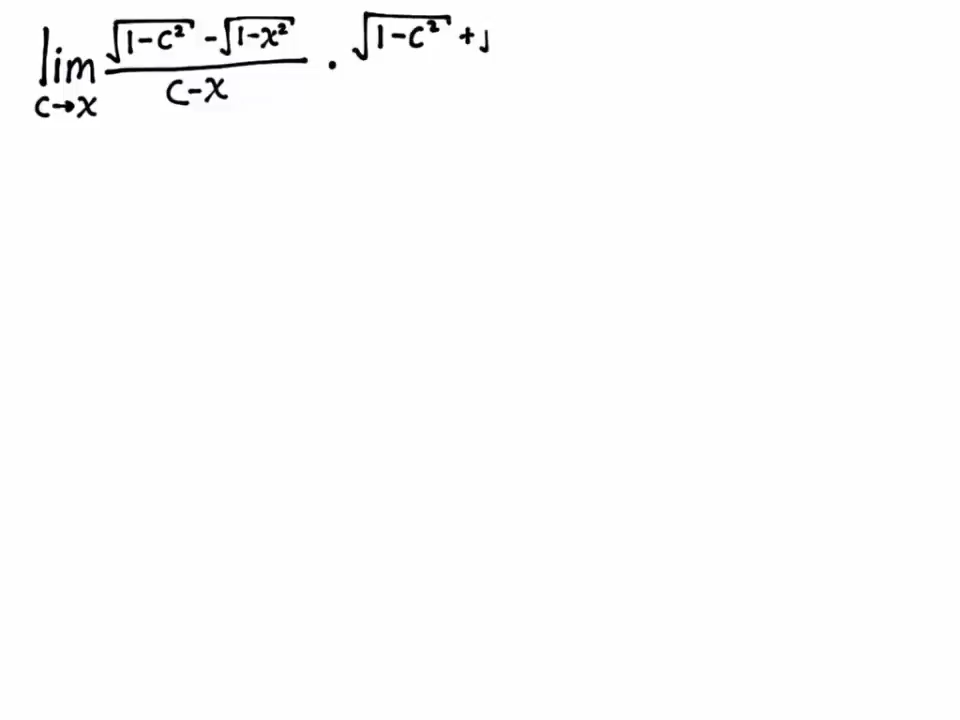 lim c→x (√(1-c²) - √(1-x²)) / (c-x) · √(1-c²) +